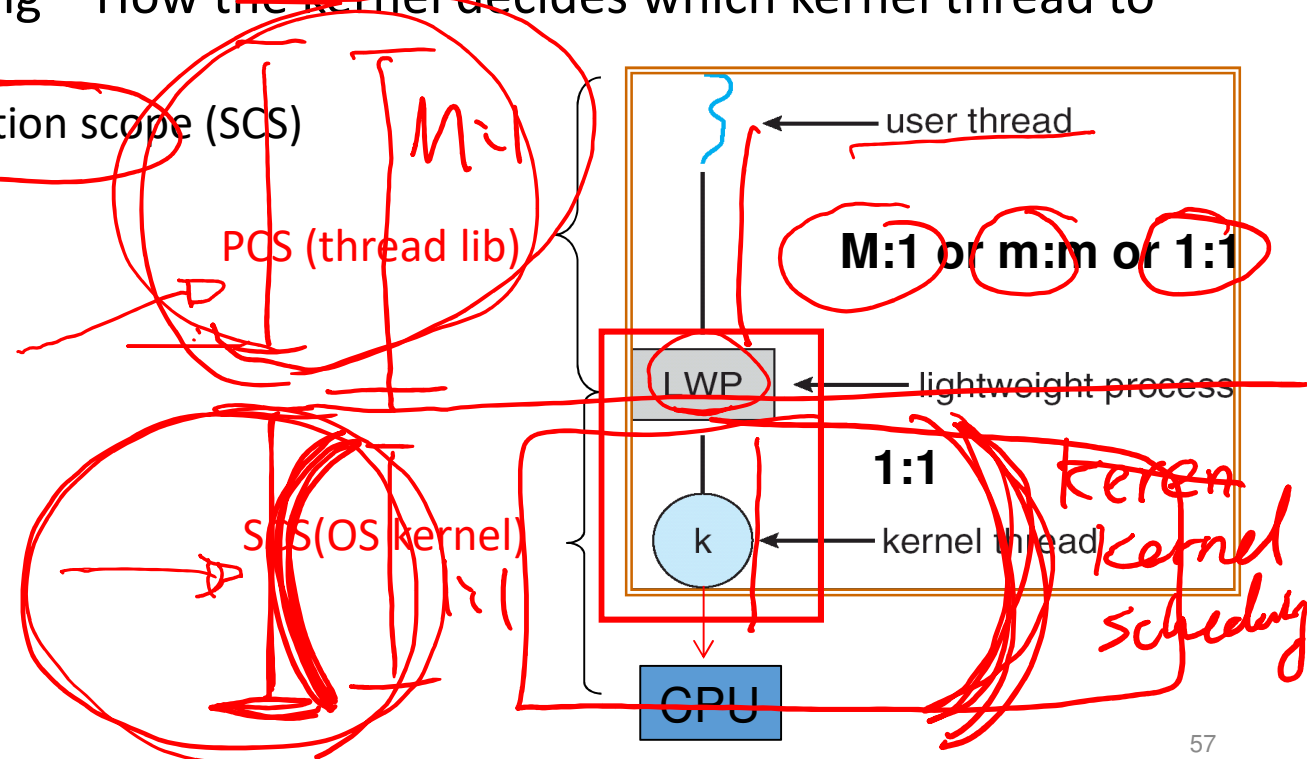 ng – How the kernel decides which kernel thread to
tion scope (SCS)
M:1
user thread
PCS (thread lib)
M:1 or m:m or 1:1
LWP
lightweight process
1:1
keren
SCS(OS kernel)
k
kernel thread
kernel
1:1
scheduling
CPU
57